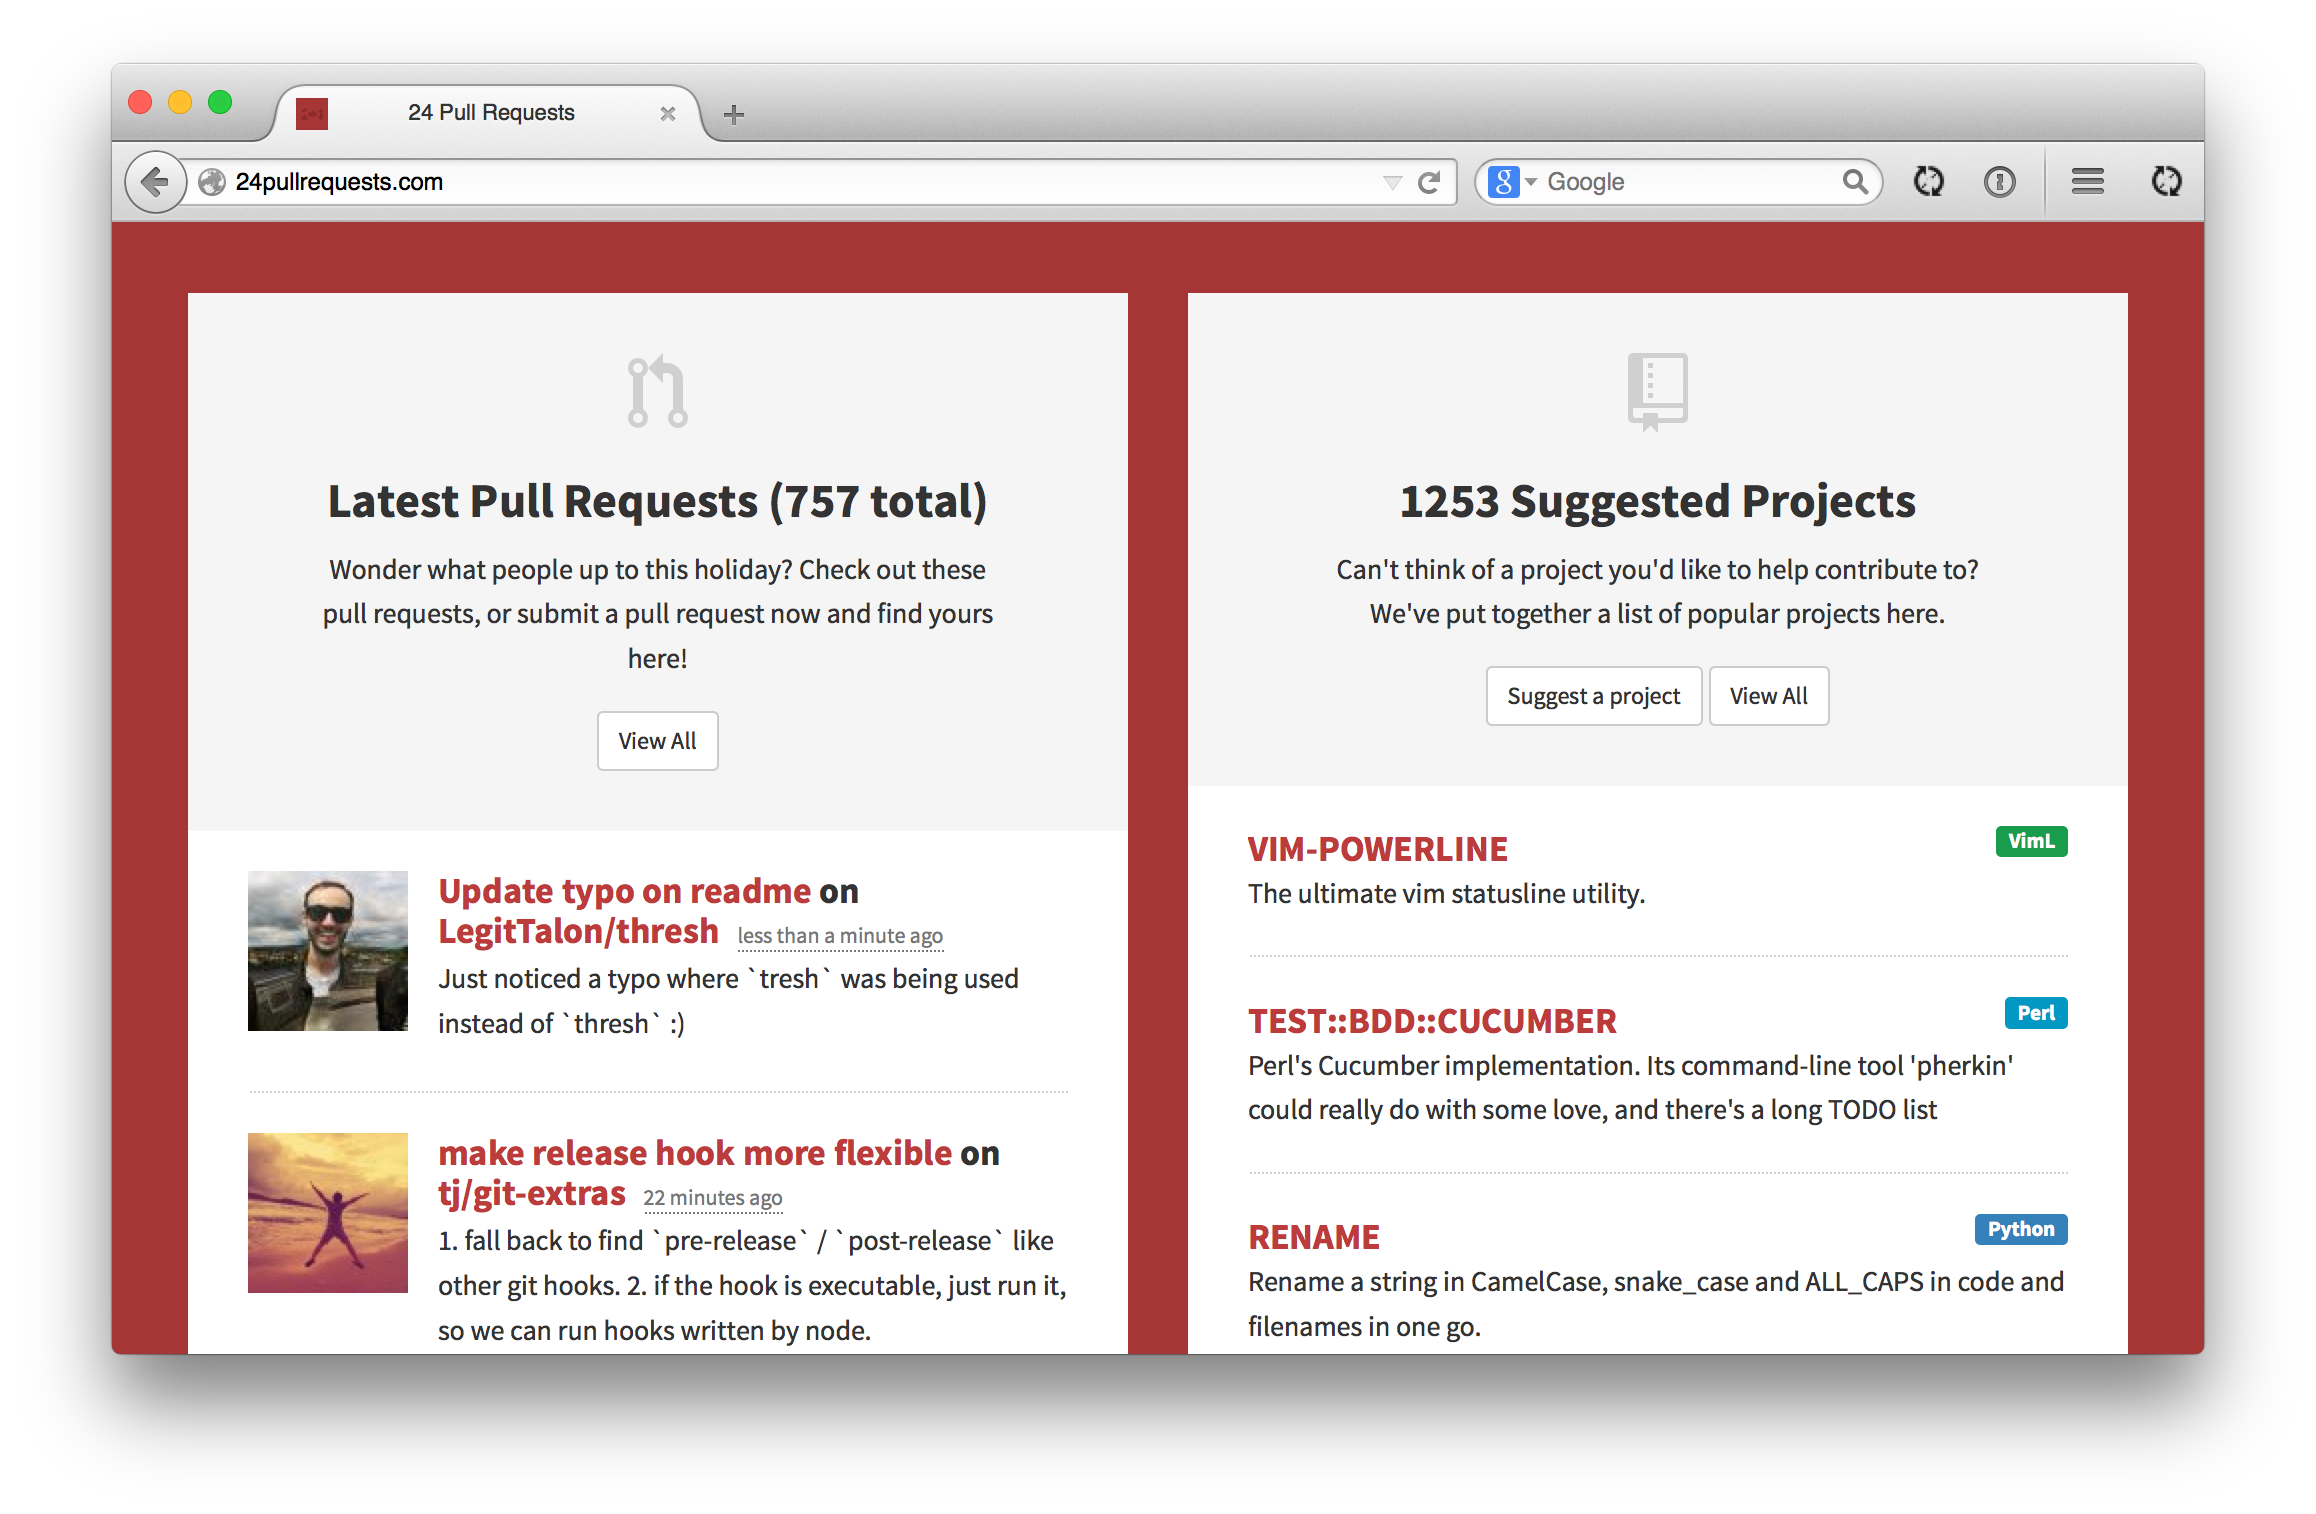 24 Pull Requests
24pullrequests.com
Google
Latest Pull Requests (757 total)
Wonder what people up to this holiday? Check out these
pull requests, or submit a pull request now and find yours
here!
View All
Update typo on readme on
LegitTalon/thresh less than a minute ago
Just noticed a typo where `tresh` was being used
instead of `thresh` :)
make release hook more flexible on
tj/git-extras 22 minutes ago
1. fall back to find `pre-release` / `post-release` like
other git hooks. 2. if the hook is executable, just run it,
so we can run hooks written by node.
1253 Suggested Projects
Can't think of a project you'd like to help contribute to?
We've put together a list of popular projects here.
Suggest a project View All
VIM-POWERLINE VimL
The ultimate vim statusline utility.
TEST::BDD::CUCUMBER Perl
Perl's Cucumber implementation. Its command-line tool 'pherkin'
could really do with some love, and there's a long TODO list
RENAME Python
Rename a string in CamelCase, snake_case and ALL_CAPS in code and
filenames in one go.